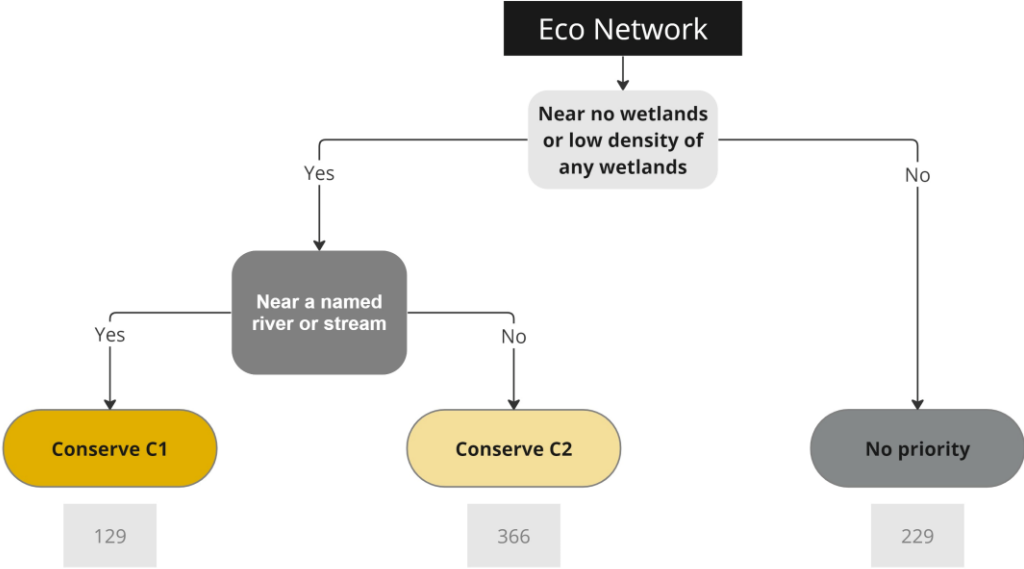 Eco Network
Near no wetlands
or low density of
any wetlands
Yes
No
Near a named
river or stream
Yes
No
Conserve C1
Conserve C2
No priority
129
366
229